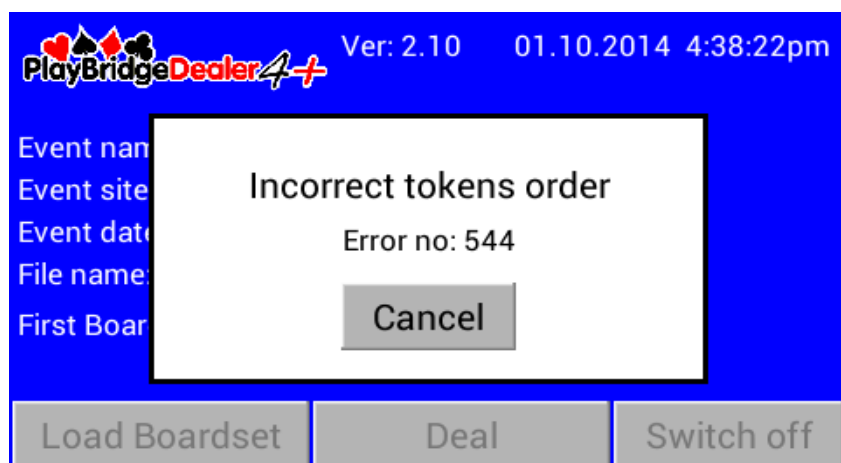 PlayBridgeDealer4+ Ver: 2.10 01.10.2014 4:38:22pm
Event nam
Event site
Event date
File name:
First Boar
Incorrect tokens order
Error no: 544
Cancel
Load Boardset Deal Switch off